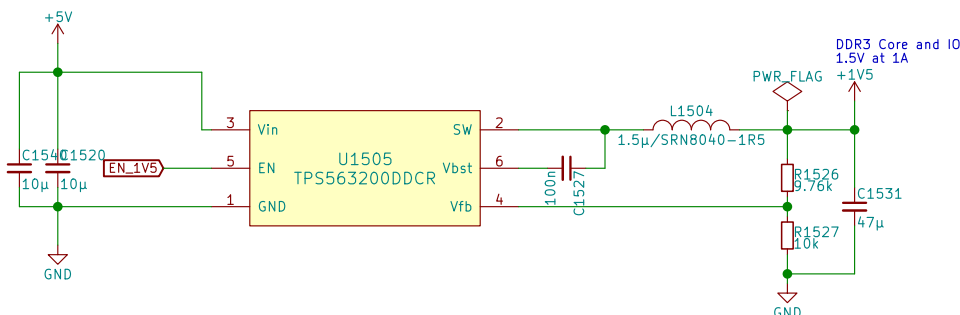 +5V
DDR3 Core and IO
1.5V at 1A
PWR_FLAG
+1V5
L1504
1.5µ/SRN8040-1R5
3
Vin
SW
2
C1540
C1520
10µ
10µ
EN_1V5
5
EN
U1505
TPS563200DDCR
Vbst
6
100n
C1527
R1526
9.76k
1
GND
Vfb
4
C1531
47µ
R1527
10k
GND
GND